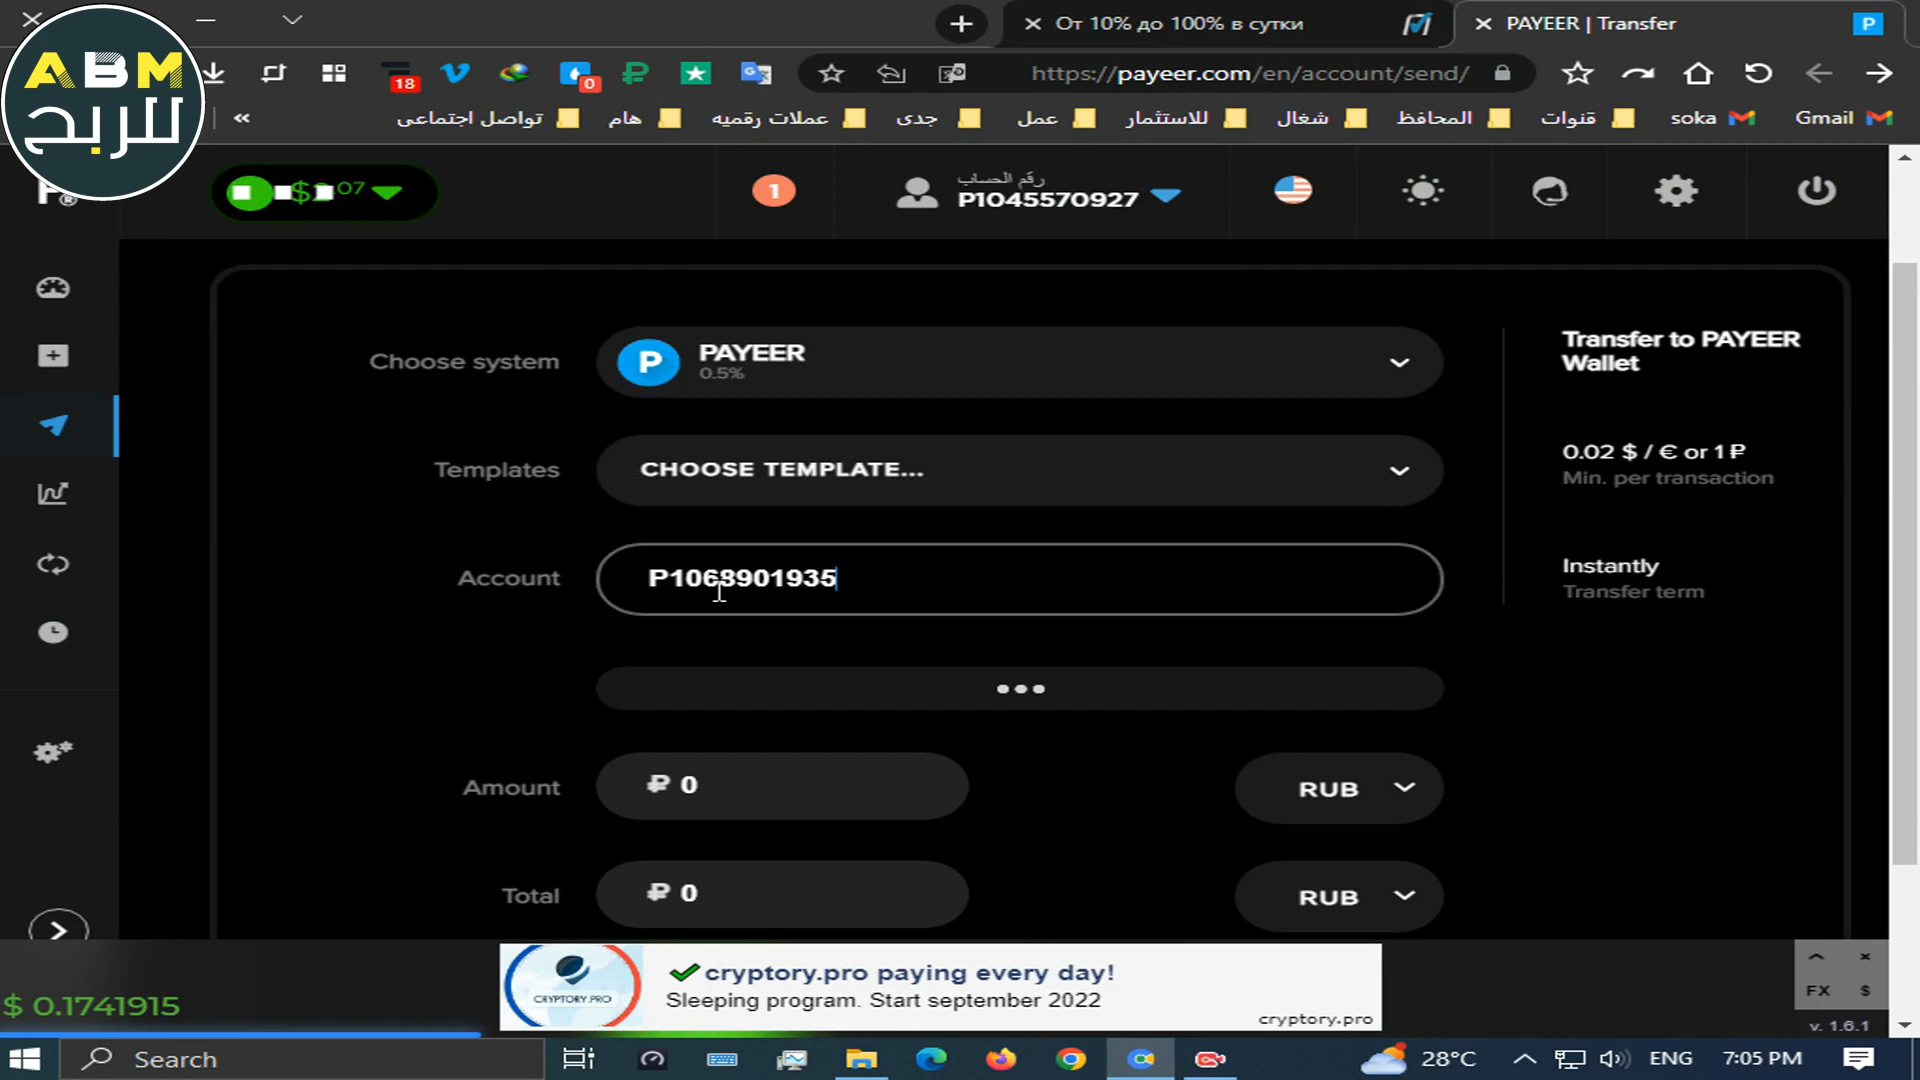 ABM
للربح
От 10% до 100% в сутки
PAYEER | Transfer
18
0
https://payeer.com/en/account/send/
«
تواصل اجتماعى
هام
عملات رقميه
جدى
عمل
للاستثمار
شغال
المحافظ
قنوات
soka
Gmail
1
رقم الحساب
P1045570927
Choose system
PAYEER
0.5%
Transfer to PAYEER
Wallet
Templates
CHOOSE TEMPLATE...
0.02 $ / € or 1 ₽
Min. per transaction
Account
P1068901935
Instantly
Transfer term
•••
Amount
₽ 0
RUB
Total
₽ 0
RUB
CRYPTORY.PRO
cryptory.pro paying every day!
Sleeping program. Start september 2022
cryptory.pro
$ 0.1741915
FX
$
v. 1.6.1
Search
28°C
ENG
7:05 PM